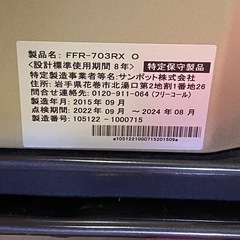 製品名: FFR-703RX O
<設計標準使用期間 8年> 特定保守製品
特定製造事業者等名: サンポット株式会社
住所: 岩手県花巻市北湯口第2地割1番地26
問合せ連絡先: 0120-911-064 (フリーコール)
製造年月: 2015年 09月
点検期間: 2022年 09月 〜 2024年 08月
製造番号: 105122-1000715
a1051221000715201509a